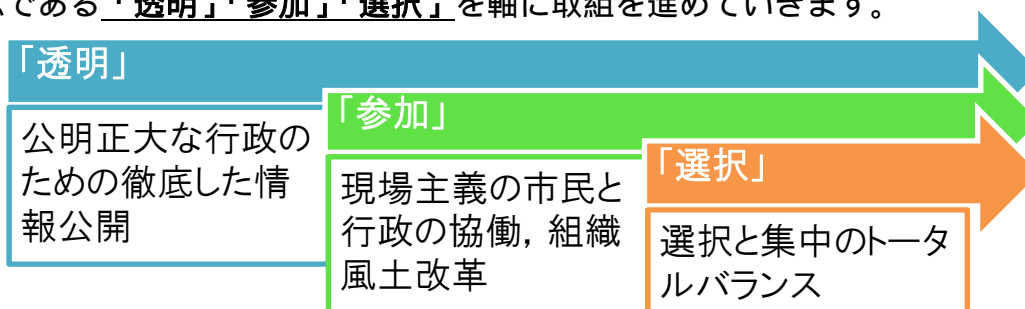 である「透明」「参加」「選択」を軸に取組を進めていきます。
「透明」
公明正大な行政の
ための徹底した情
報公開
「参加」
現場主義の市民と
行政の協働，組織
風土改革
「選択」
選択と集中のトータ
ルバランス